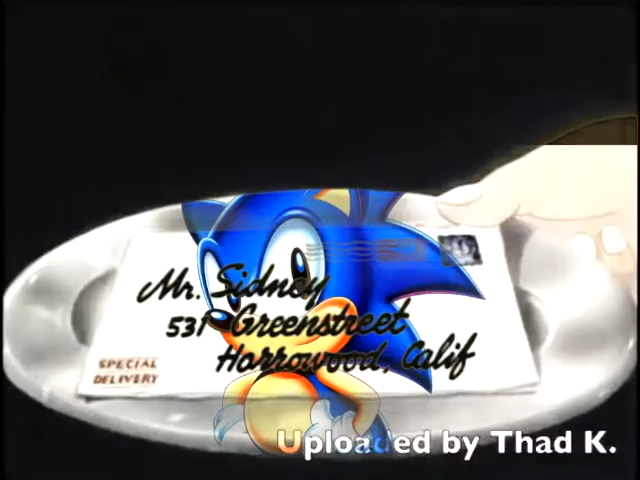 Mr. Sidney
531 Greenstreet
Harrowood, Calif
SPECIAL
DELIVERY
Uploaded by Thad K.